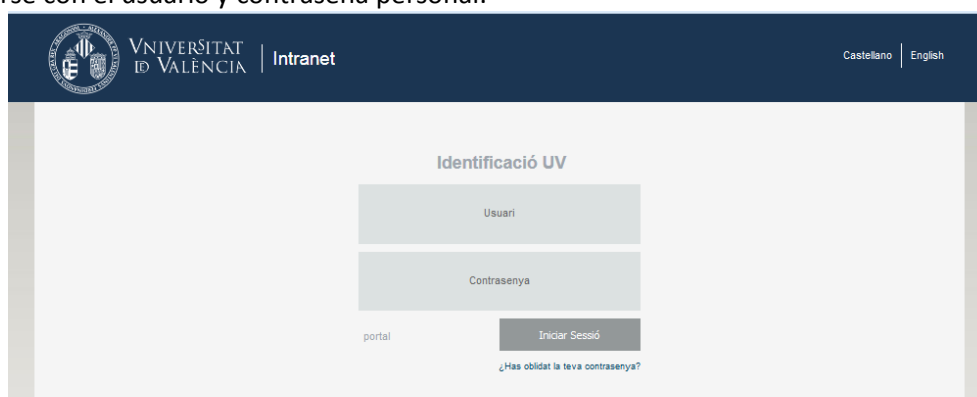 rse con el usuario y contraseña personal.
VNIVERSITAT
ID VALÈNCIA
Intranet
Castellano
English
Identificació UV
Usuari
Contrasenya
portal
Iniciar Sessió
¿Has oblidat la teva contrasenya?